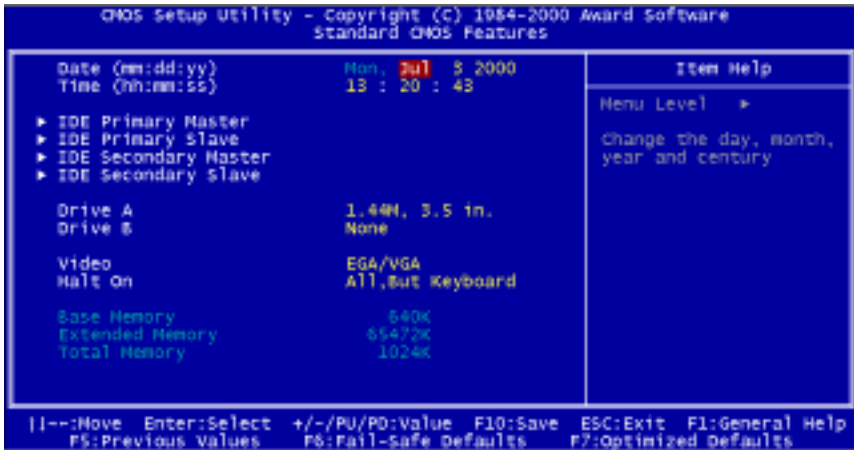 CMOS Setup Utility - Copyright (C) 1984-2000 Award Software
Standard CMOS Features
Date (mm:dd:yy) Mon, Jul 3 2000
Time (hh:mm:ss) 13 : 20 : 43
► IDE Primary Master
► IDE Primary Slave
► IDE Secondary Master
► IDE Secondary Slave
Drive A 1.44M, 3.5 in.
Drive B None
Video EGA/VGA
Halt On All,But Keyboard
Base Memory 640K
Extended Memory 65472K
Total Memory 1024K
Item Help
Menu Level ►
Change the day, month,
year and century
||--:Move Enter:Select +/-/PU/PD:Value F10:Save ESC:Exit F1:General Help
F5:Previous Values F6:Fail-Safe Defaults F7:Optimized Defaults